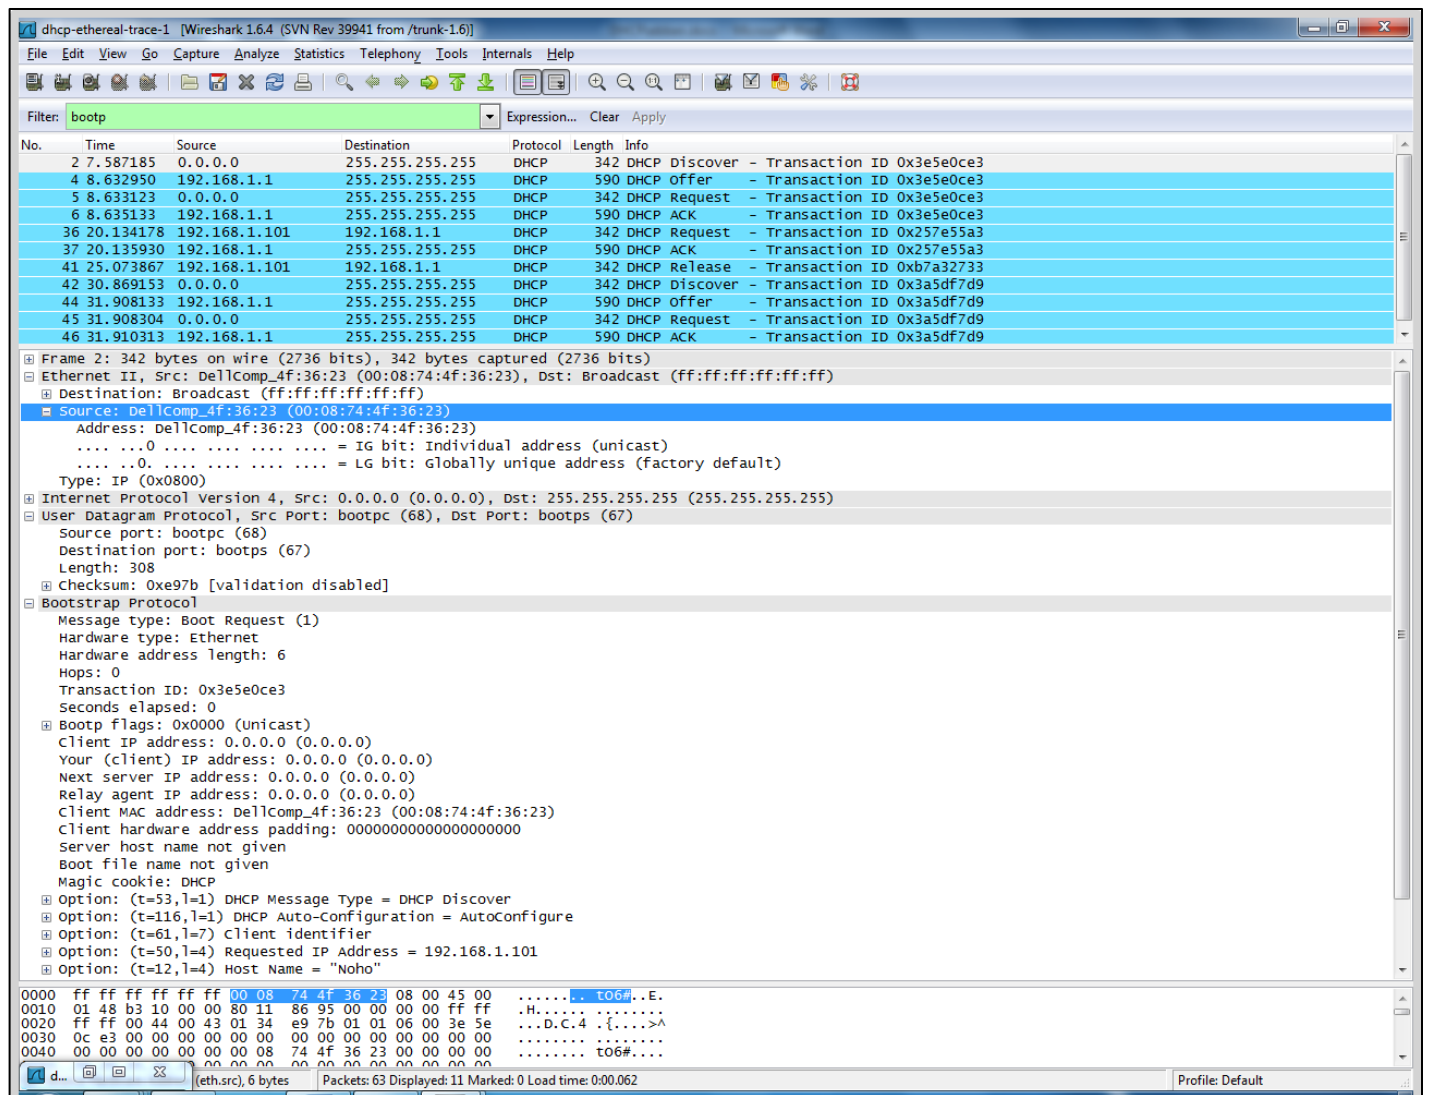 dhcp-ethereal-trace-1 [Wireshark 1.6.4 (SVN Rev 39941 from /trunk-1.6)]
File Edit View Go Capture Analyze Statistics Telephony Tools Internals Help
Filter: bootp Expression... Clear Apply
No. Time Source Destination Protocol Length Info
2 7.587185 0.0.0.0 255.255.255.255 DHCP 342 DHCP Discover - Transaction ID 0x3e5e0ce3
4 8.632950 192.168.1.1 255.255.255.255 DHCP 590 DHCP Offer - Transaction ID 0x3e5e0ce3
5 8.633123 0.0.0.0 255.255.255.255 DHCP 342 DHCP Request - Transaction ID 0x3e5e0ce3
6 8.635133 192.168.1.1 255.255.255.255 DHCP 590 DHCP ACK - Transaction ID 0x3e5e0ce3
36 20.134178 192.168.1.101 192.168.1.1 DHCP 342 DHCP Request - Transaction ID 0x257e55a3
37 20.135930 192.168.1.1 255.255.255.255 DHCP 590 DHCP ACK - Transaction ID 0x257e55a3
41 25.073867 192.168.1.101 192.168.1.1 DHCP 342 DHCP Release - Transaction ID 0xb7a32733
42 30.869153 0.0.0.0 255.255.255.255 DHCP 342 DHCP Discover - Transaction ID 0x3a5df7d9
44 31.908133 192.168.1.1 255.255.255.255 DHCP 590 DHCP Offer - Transaction ID 0x3a5df7d9
45 31.908304 0.0.0.0 255.255.255.255 DHCP 342 DHCP Request - Transaction ID 0x3a5df7d9
46 31.910313 192.168.1.1 255.255.255.255 DHCP 590 DHCP ACK - Transaction ID 0x3a5df7d9
Frame 2: 342 bytes on wire (2736 bits), 342 bytes captured (2736 bits)
Ethernet II, Src: DellComp_4f:36:23 (00:08:74:4f:36:23), Dst: Broadcast (ff:ff:ff:ff:ff:ff)
Destination: Broadcast (ff:ff:ff:ff:ff:ff)
Source: DellComp_4f:36:23 (00:08:74:4f:36:23)
Address: DellComp_4f:36:23 (00:08:74:4f:36:23)
.... ...0 .... .... .... .... = IG bit: Individual address (unicast)
.... ..0. .... .... .... .... = LG bit: Globally unique address (factory default)
Type: IP (0x0800)
Internet Protocol Version 4, Src: 0.0.0.0 (0.0.0.0), Dst: 255.255.255.255 (255.255.255.255)
User Datagram Protocol, Src Port: bootpc (68), Dst Port: bootps (67)
Source port: bootpc (68)
Destination port: bootps (67)
Length: 308
Checksum: 0xe97b [validation disabled]
Bootstrap Protocol
Message type: Boot Request (1)
Hardware type: Ethernet
Hardware address length: 6
Hops: 0
Transaction ID: 0x3e5e0ce3
Seconds elapsed: 0
Bootp flags: 0x0000 (Unicast)
Client IP address: 0.0.0.0 (0.0.0.0)
Your (client) IP address: 0.0.0.0 (0.0.0.0)
Next server IP address: 0.0.0.0 (0.0.0.0)
Relay agent IP address: 0.0.0.0 (0.0.0.0)
Client MAC address: DellComp_4f:36:23 (00:08:74:4f:36:23)
Client hardware address padding: 00000000000000000000
Server host name not given
Boot file name not given
Magic cookie: DHCP
Option: (t=53,l=1) DHCP Message Type = DHCP Discover
Option: (t=116,l=1) DHCP Auto-Configuration = AutoConfigure
Option: (t=61,l=7) Client identifier
Option: (t=50,l=4) Requested IP Address = 192.168.1.101
Option: (t=12,l=4) Host Name = "Noho"
0000 ff ff ff ff ff ff 00 08 74 4f 36 23 08 00 45 00 ........ tO6#..E.
0010 01 48 b3 10 00 00 80 11 86 95 00 00 00 00 ff ff .H...... ........
0020 ff ff 00 44 00 43 01 34 e9 7b 01 01 06 00 3e 5e ...D.C.4 .{....>^
0030 0c e3 00 00 00 00 00 00 00 00 00 00 00 00 00 00 ........ ........
0040 00 00 00 00 00 00 00 08 74 4f 36 23 00 00 00 00 ........ tO6#....
d... (eth.src), 6 bytes Packets: 63 Displayed: 11 Marked: 0 Load time: 0:00.062 Profile: Default